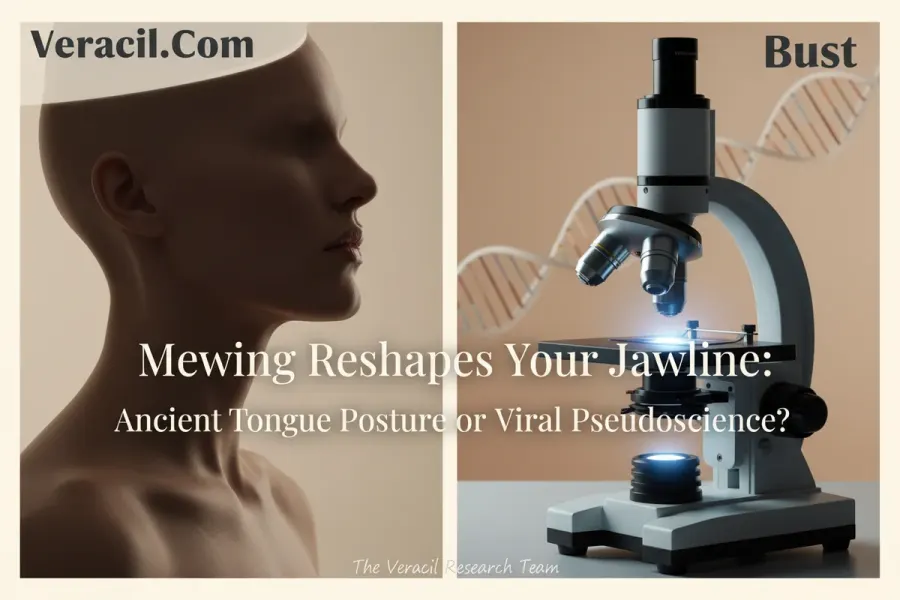 Veracil.Com
Bust
Mewing Reshapes Your Jawline:
Ancient Tongue Posture or Viral Pseudoscience?
The Veracil Research Team